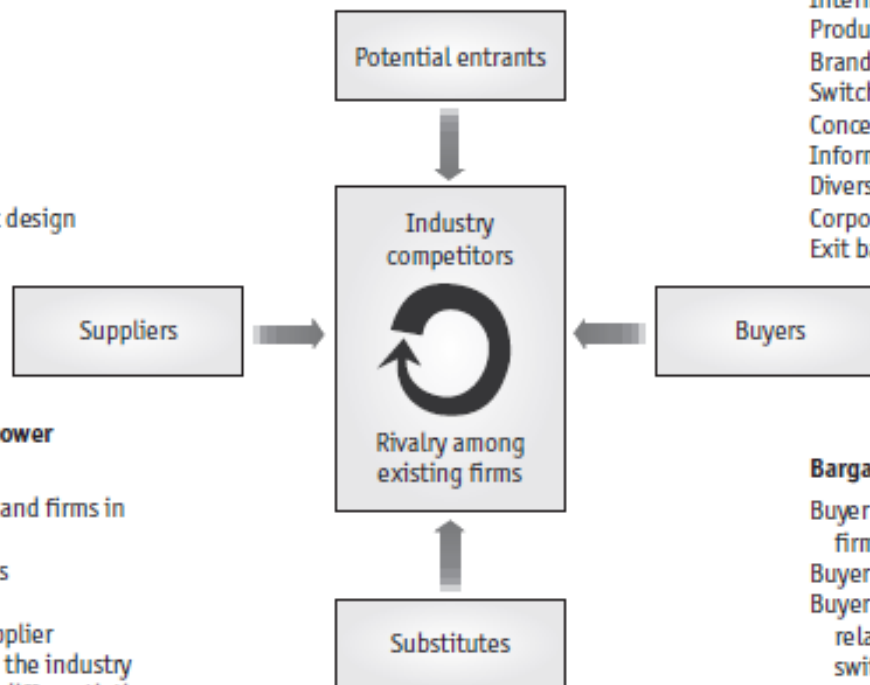 Potential entrants
Produ
Brand
Switch
Conce
Inform
Divers
Corpo
Exit ba
design
Industry
competitors
Suppliers
Buyers
Rivalry among
existing firms
ower
and firms in
s
pplier
the industry
Barga
Buyer
firm
Buyer
Buyer
rela
swit
Substitutes